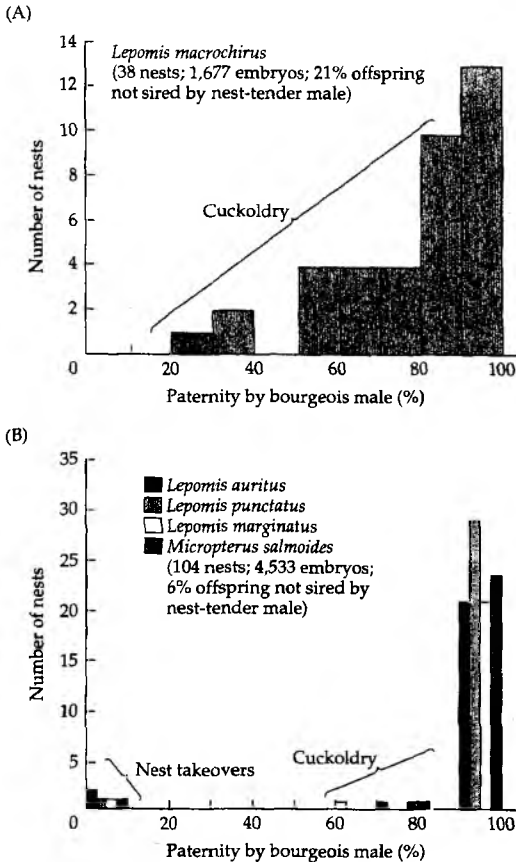 (A)
14
Lepomis macrochirus
(38 nests; 1,677 embryos; 21% offspring
not sired by nest-tender male)
12
10
8
6
4
2
0
Number of nests
Cuckoldry
20 40 60 80 100
Paternity by bourgeois male (%)
(B)
35
30
25
20
15
10
5
0
Number of nests
Lepomis auritus
Lepomis punctatus
Lepomis marginatus
Micropterus salmoides
(104 nests; 4,533 embryos;
6% offspring not sired by
nest-tender male)
Nest takeovers
Cuckoldry
20 40 60 80 100
Paternity by bourgeois male (%)